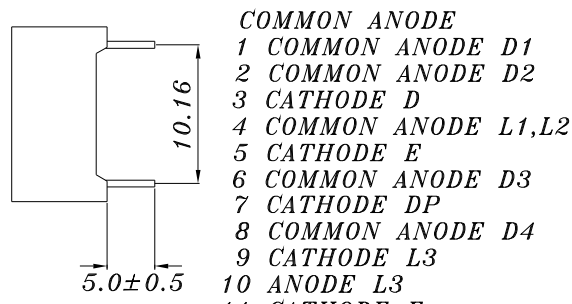 COMMON ANODE
1 COMMON ANODE D1
2 COMMON ANODE D2
3 CATHODE D
4 COMMON ANODE L1,L2
5 CATHODE E
6 COMMON ANODE D3
7 CATHODE DP
8 COMMON ANODE D4
9 CATHODE L3
10 ANODE L3
10.16
5.0±0.5